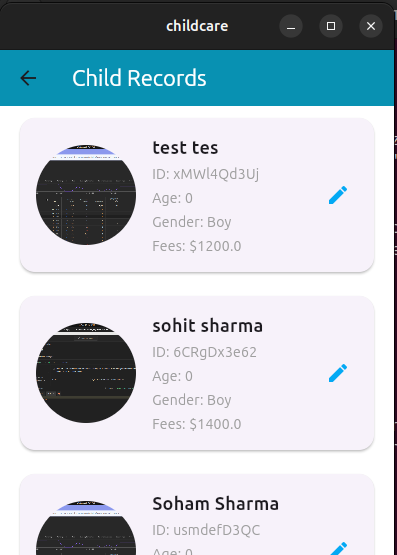 childcare
Child Records
test tes
ID: xMWl4Qd3Uj
Age: 0
Gender: Boy
Fees: $1200.0
sohit sharma
ID: 6CRgDx3e62
Age: 0
Gender: Boy
Fees: $1400.0
Soham Sharma
ID: usmdefD3QC
Age: 0